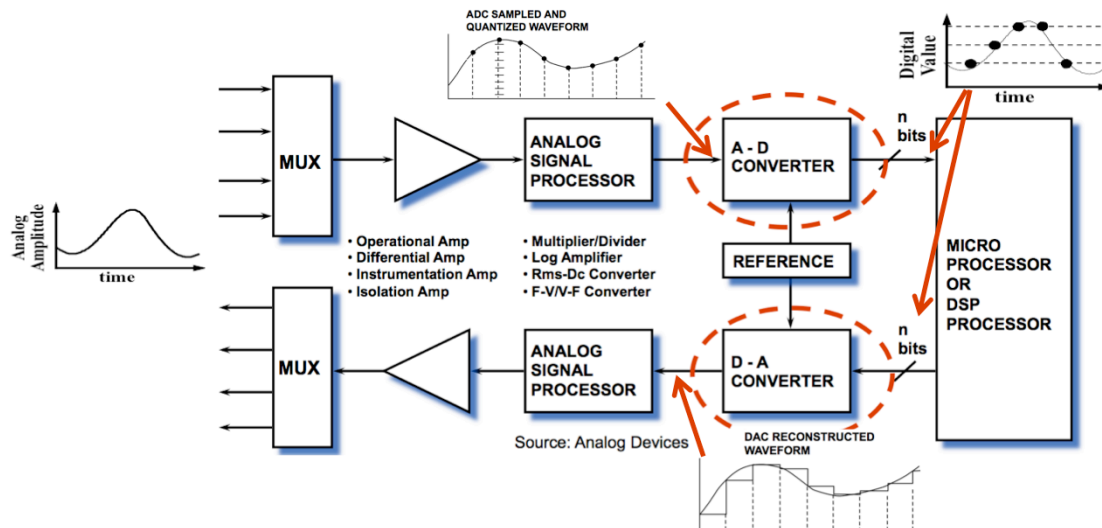 ADC SAMPLED AND
QUANTIZED WAVEFORM
Digital
Value
time
n
bits
MUX
ANALOG
SIGNAL
PROCESSOR
A - D
CONVERTER
Analog
Amplitude
time
• Operational Amp
• Differential Amp
• Instrumentation Amp
• Isolation Amp
• Multiplier/Divider
• Log Amplifier
• Rms-Dc Converter
• F-V/V-F Converter
REFERENCE
MICRO
PROCESSOR
OR
DSP
PROCESSOR
MUX
ANALOG
SIGNAL
PROCESSOR
D - A
CONVERTER
n
bits
Source: Analog Devices
DAC RECONSTRUCTED
WAVEFORM